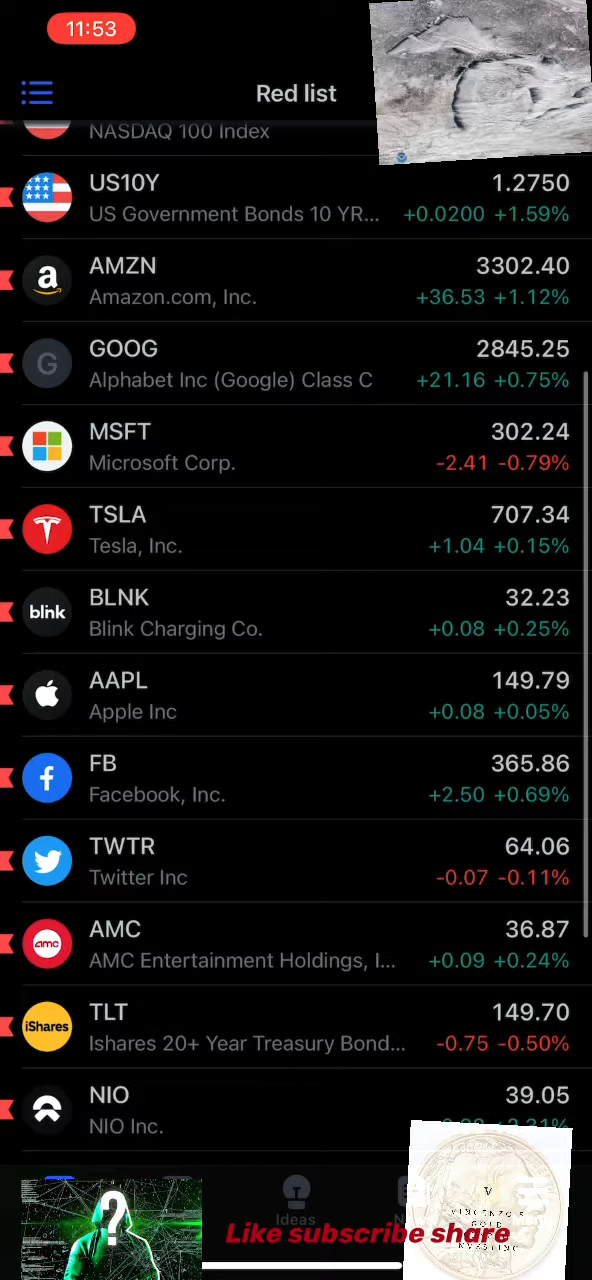 11:53
Red list
NASDAQ 100 Index
US10Y 1.2750
US Government Bonds 10 YR... +0.0200 +1.59%
a
AMZN 3302.40
Amazon.com, Inc. +36.53 +1.12%
G
GOOG 2845.25
Alphabet Inc (Google) Class C +21.16 +0.75%
MSFT 302.24
Microsoft Corp. -2.41 -0.79%
TSLA 707.34
Tesla, Inc. +1.04 +0.15%
blink
BLNK 32.23
Blink Charging Co. +0.08 +0.25%
AAPL 149.79
Apple Inc +0.08 +0.05%
f
FB 365.86
Facebook, Inc. +2.50 +0.69%
TWTR 64.06
Twitter Inc -0.07 -0.11%
amc
AMC 36.87
AMC Entertainment Holdings, I... +0.09 +0.24%
iShares
TLT 149.70
Ishares 20+ Year Treasury Bond... -0.75 -0.50%
NIO 39.05
NIO Inc.
?
Ideas
V
VINCENZO'S
GOLD
INVESTING
Like subscribe share